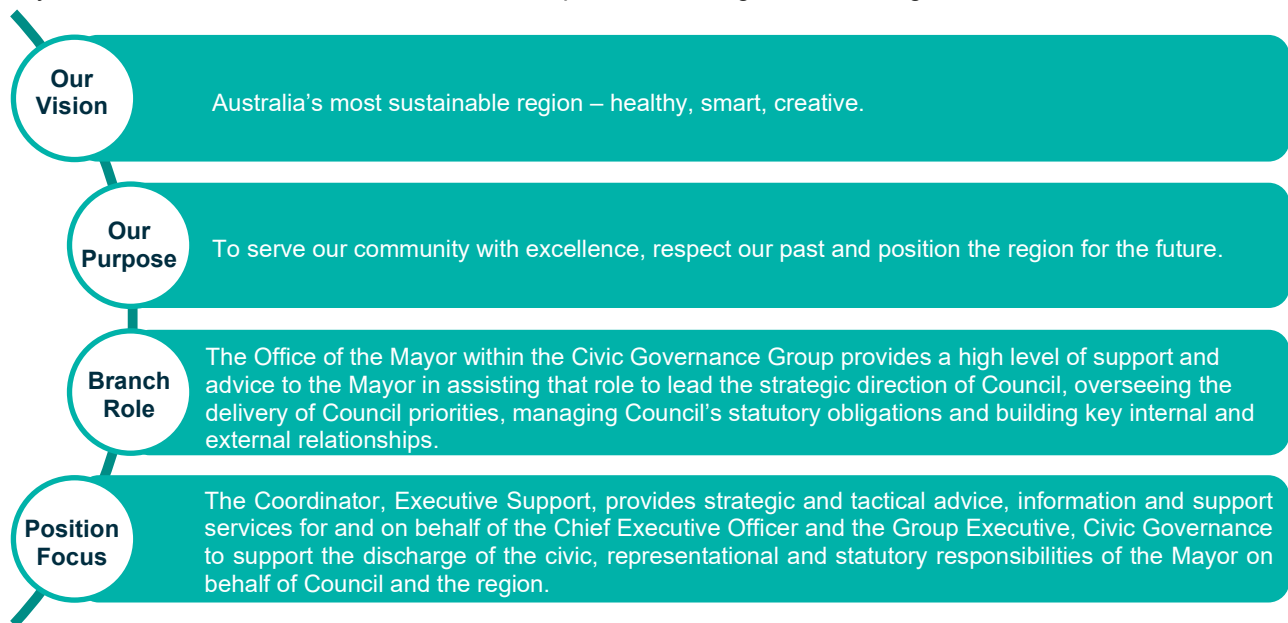 Our
Vision
Australia’s most sustainable region – healthy, smart, creative.
Our
Purpose
To serve our community with excellence, respect our past and position the region for the future.
Branch
Role
The Office of the Mayor within the Civic Governance Group provides a high level of support and
advice to the Mayor in assisting that role to lead the strategic direction of Council, overseeing the
delivery of Council priorities, managing Council’s statutory obligations and building key internal and
external relationships.
Position
Focus
The Coordinator, Executive Support, provides strategic and tactical advice, information and support
services for and on behalf of the Chief Executive Officer and the Group Executive, Civic Governance
to support the discharge of the civic, representational and statutory responsibilities of the Mayor on
behalf of Council and the region.